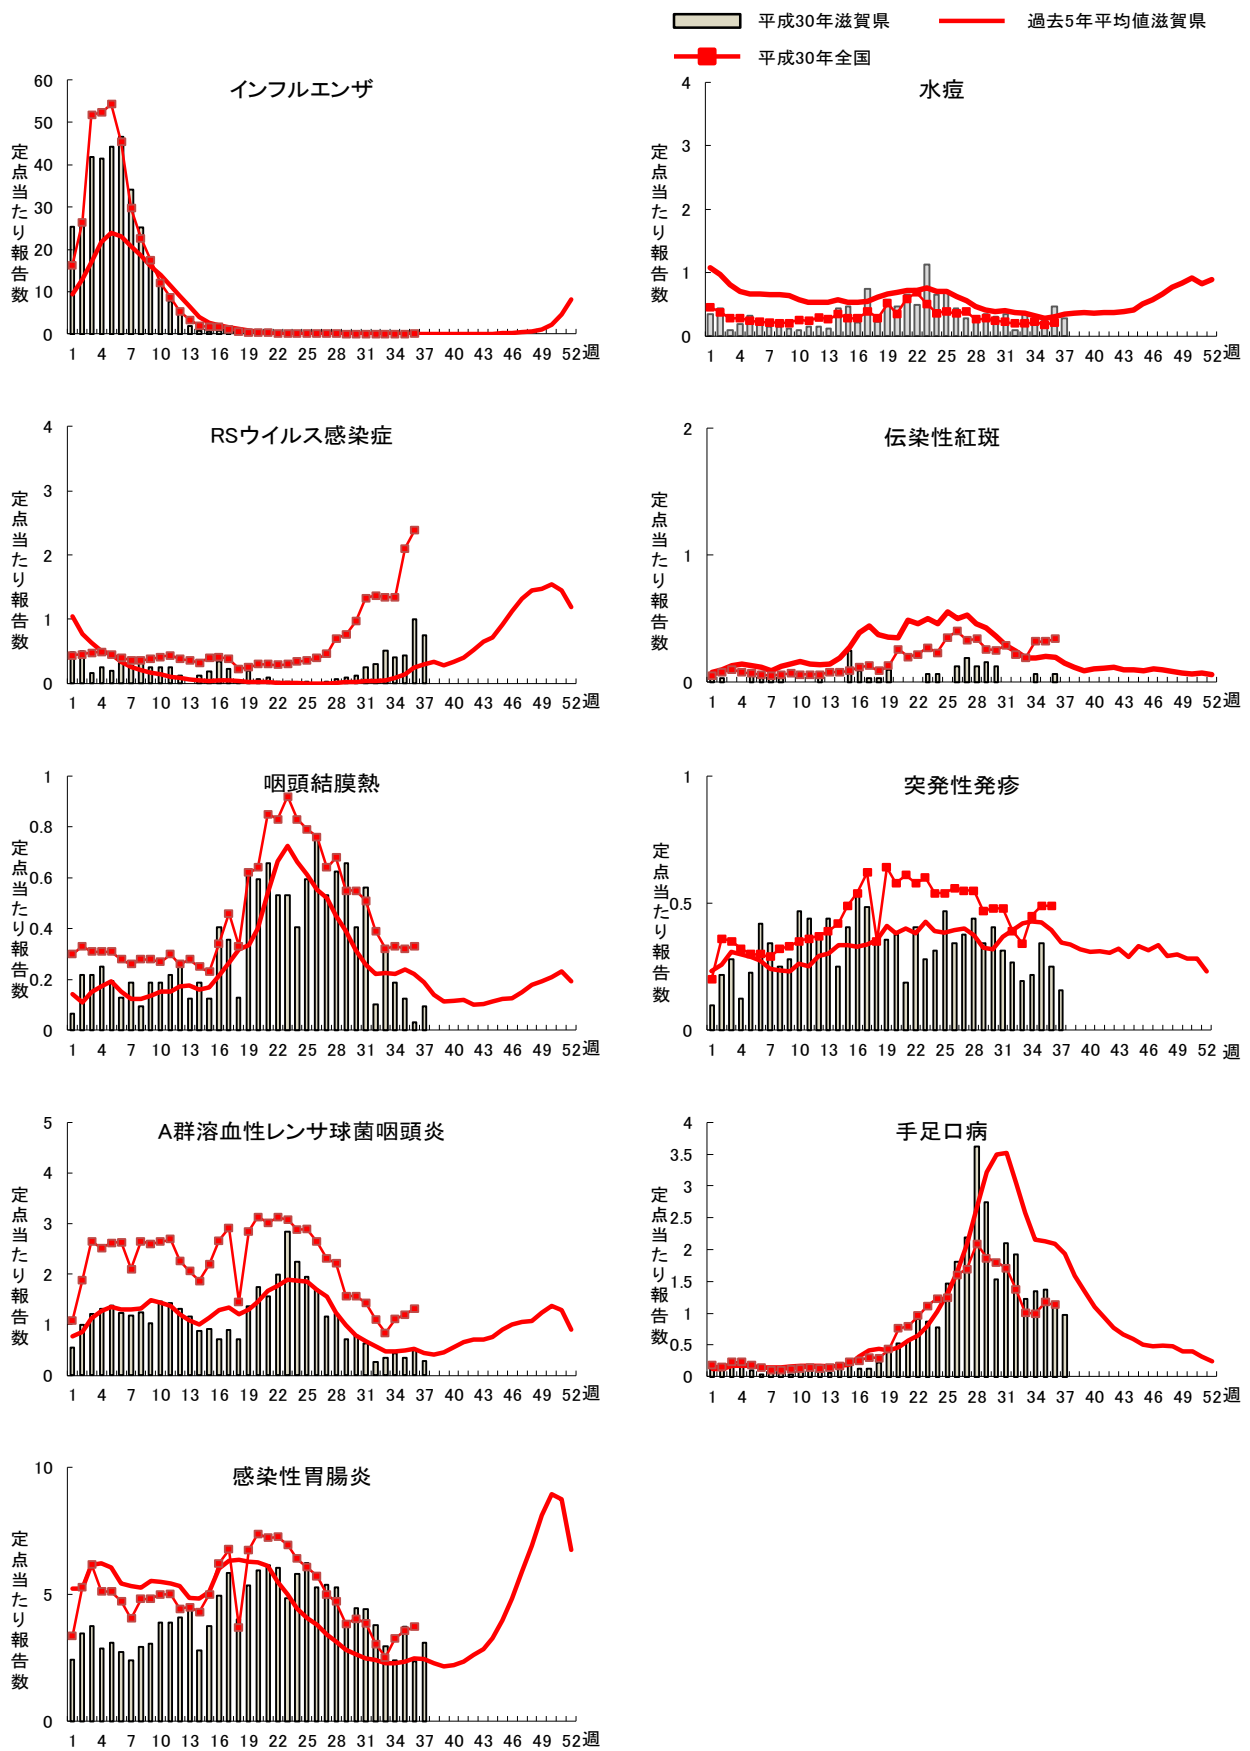 平成30年滋賀県 過去5年平均値滋賀県
平成30年全国
インフルエンザ
定点当たり報告数
60
50
40
30
20
10
0
1 4 7 10 13 16 19 22 25 28 31 34 37 40 43 46 49 52週
水痘
定点当たり報告数
4
3
2
1
0
1 4 7 10 13 16 19 22 25 28 31 34 37 40 43 46 49 52週
RSウイルス感染症
定点当たり報告数
4
3
2
1
0
1 4 7 10 13 16 19 22 25 28 31 34 37 40 43 46 49 52週
伝染性紅斑
定点当たり報告数
2
1
0
1 4 7 10 13 16 19 22 25 28 31 34 37 40 43 46 49 52週
咽頭結膜熱
定点当たり報告数
1
0.8
0.6
0.4
0.2
0
1 4 7 10 13 16 19 22 25 28 31 34 37 40 43 46 49 52週
突発性発疹
定点当たり報告数
1
0.5
0
1 4 7 10 13 16 19 22 25 28 31 34 37 40 43 46 49 52週
A群溶血性レンサ球菌咽頭炎
定点当たり報告数
5
4
3
2
1
0
1 4 7 10 13 16 19 22 25 28 31 34 37 40 43 46 49 52週
手足口病
定点当たり報告数
4
3.5
3
2.5
2
1.5
1
0.5
0
1 4 7 10 13 16 19 22 25 28 31 34 37 40 43 46 49 52週
感染性胃腸炎
定点当たり報告数
10
5
0
1 4 7 10 13 16 19 22 25 28 31 34 37 40 43 46 49 52週